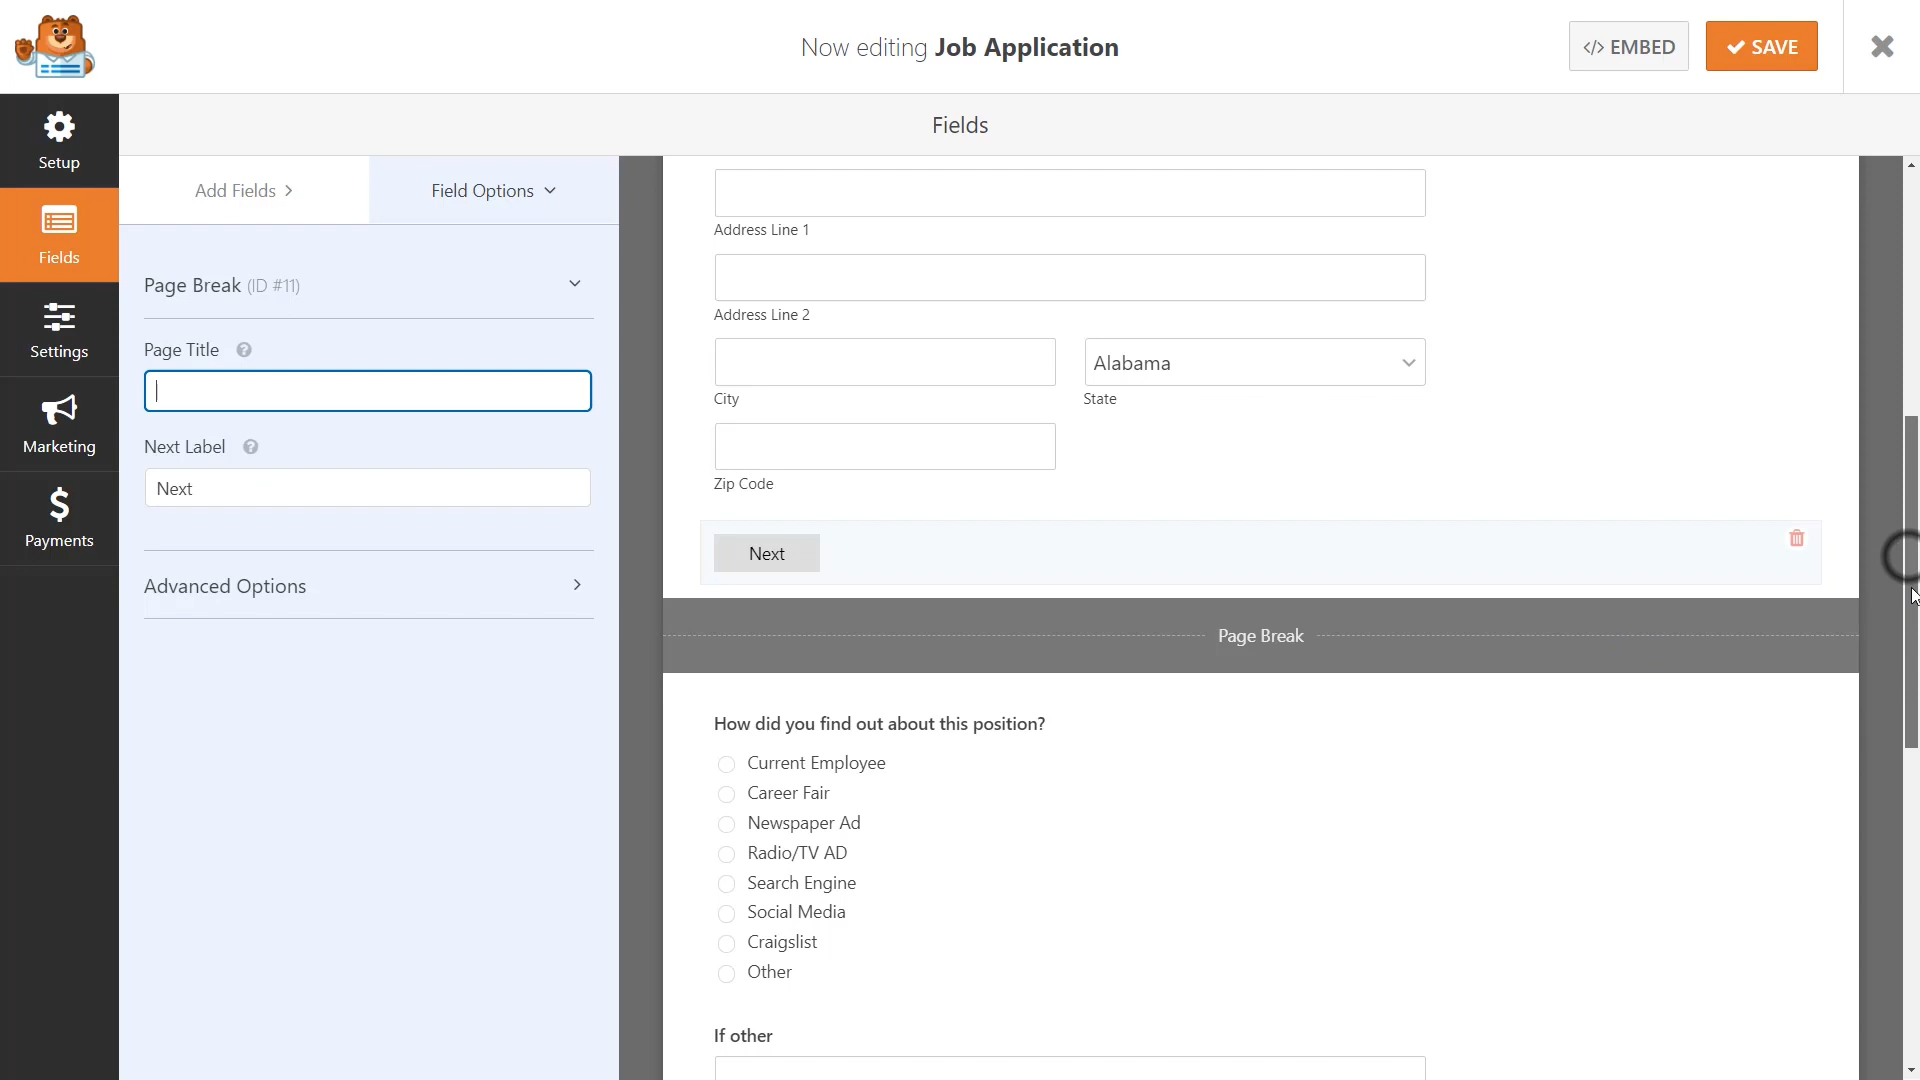 Now editing Job Application
</> EMBED
SAVE
Setup
Fields
Settings
Marketing
Payments
Fields
Add Fields
Field Options
Page Break (ID #11)
Page Title
Next Label
Next
Advanced Options
Address Line 1
Address Line 2
Alabama
City
State
Zip Code
Next
Page Break
How did you find out about this position?
Current Employee
Career Fair
Newspaper Ad
Radio/TV AD
Search Engine
Social Media
Craigslist
Other
If other